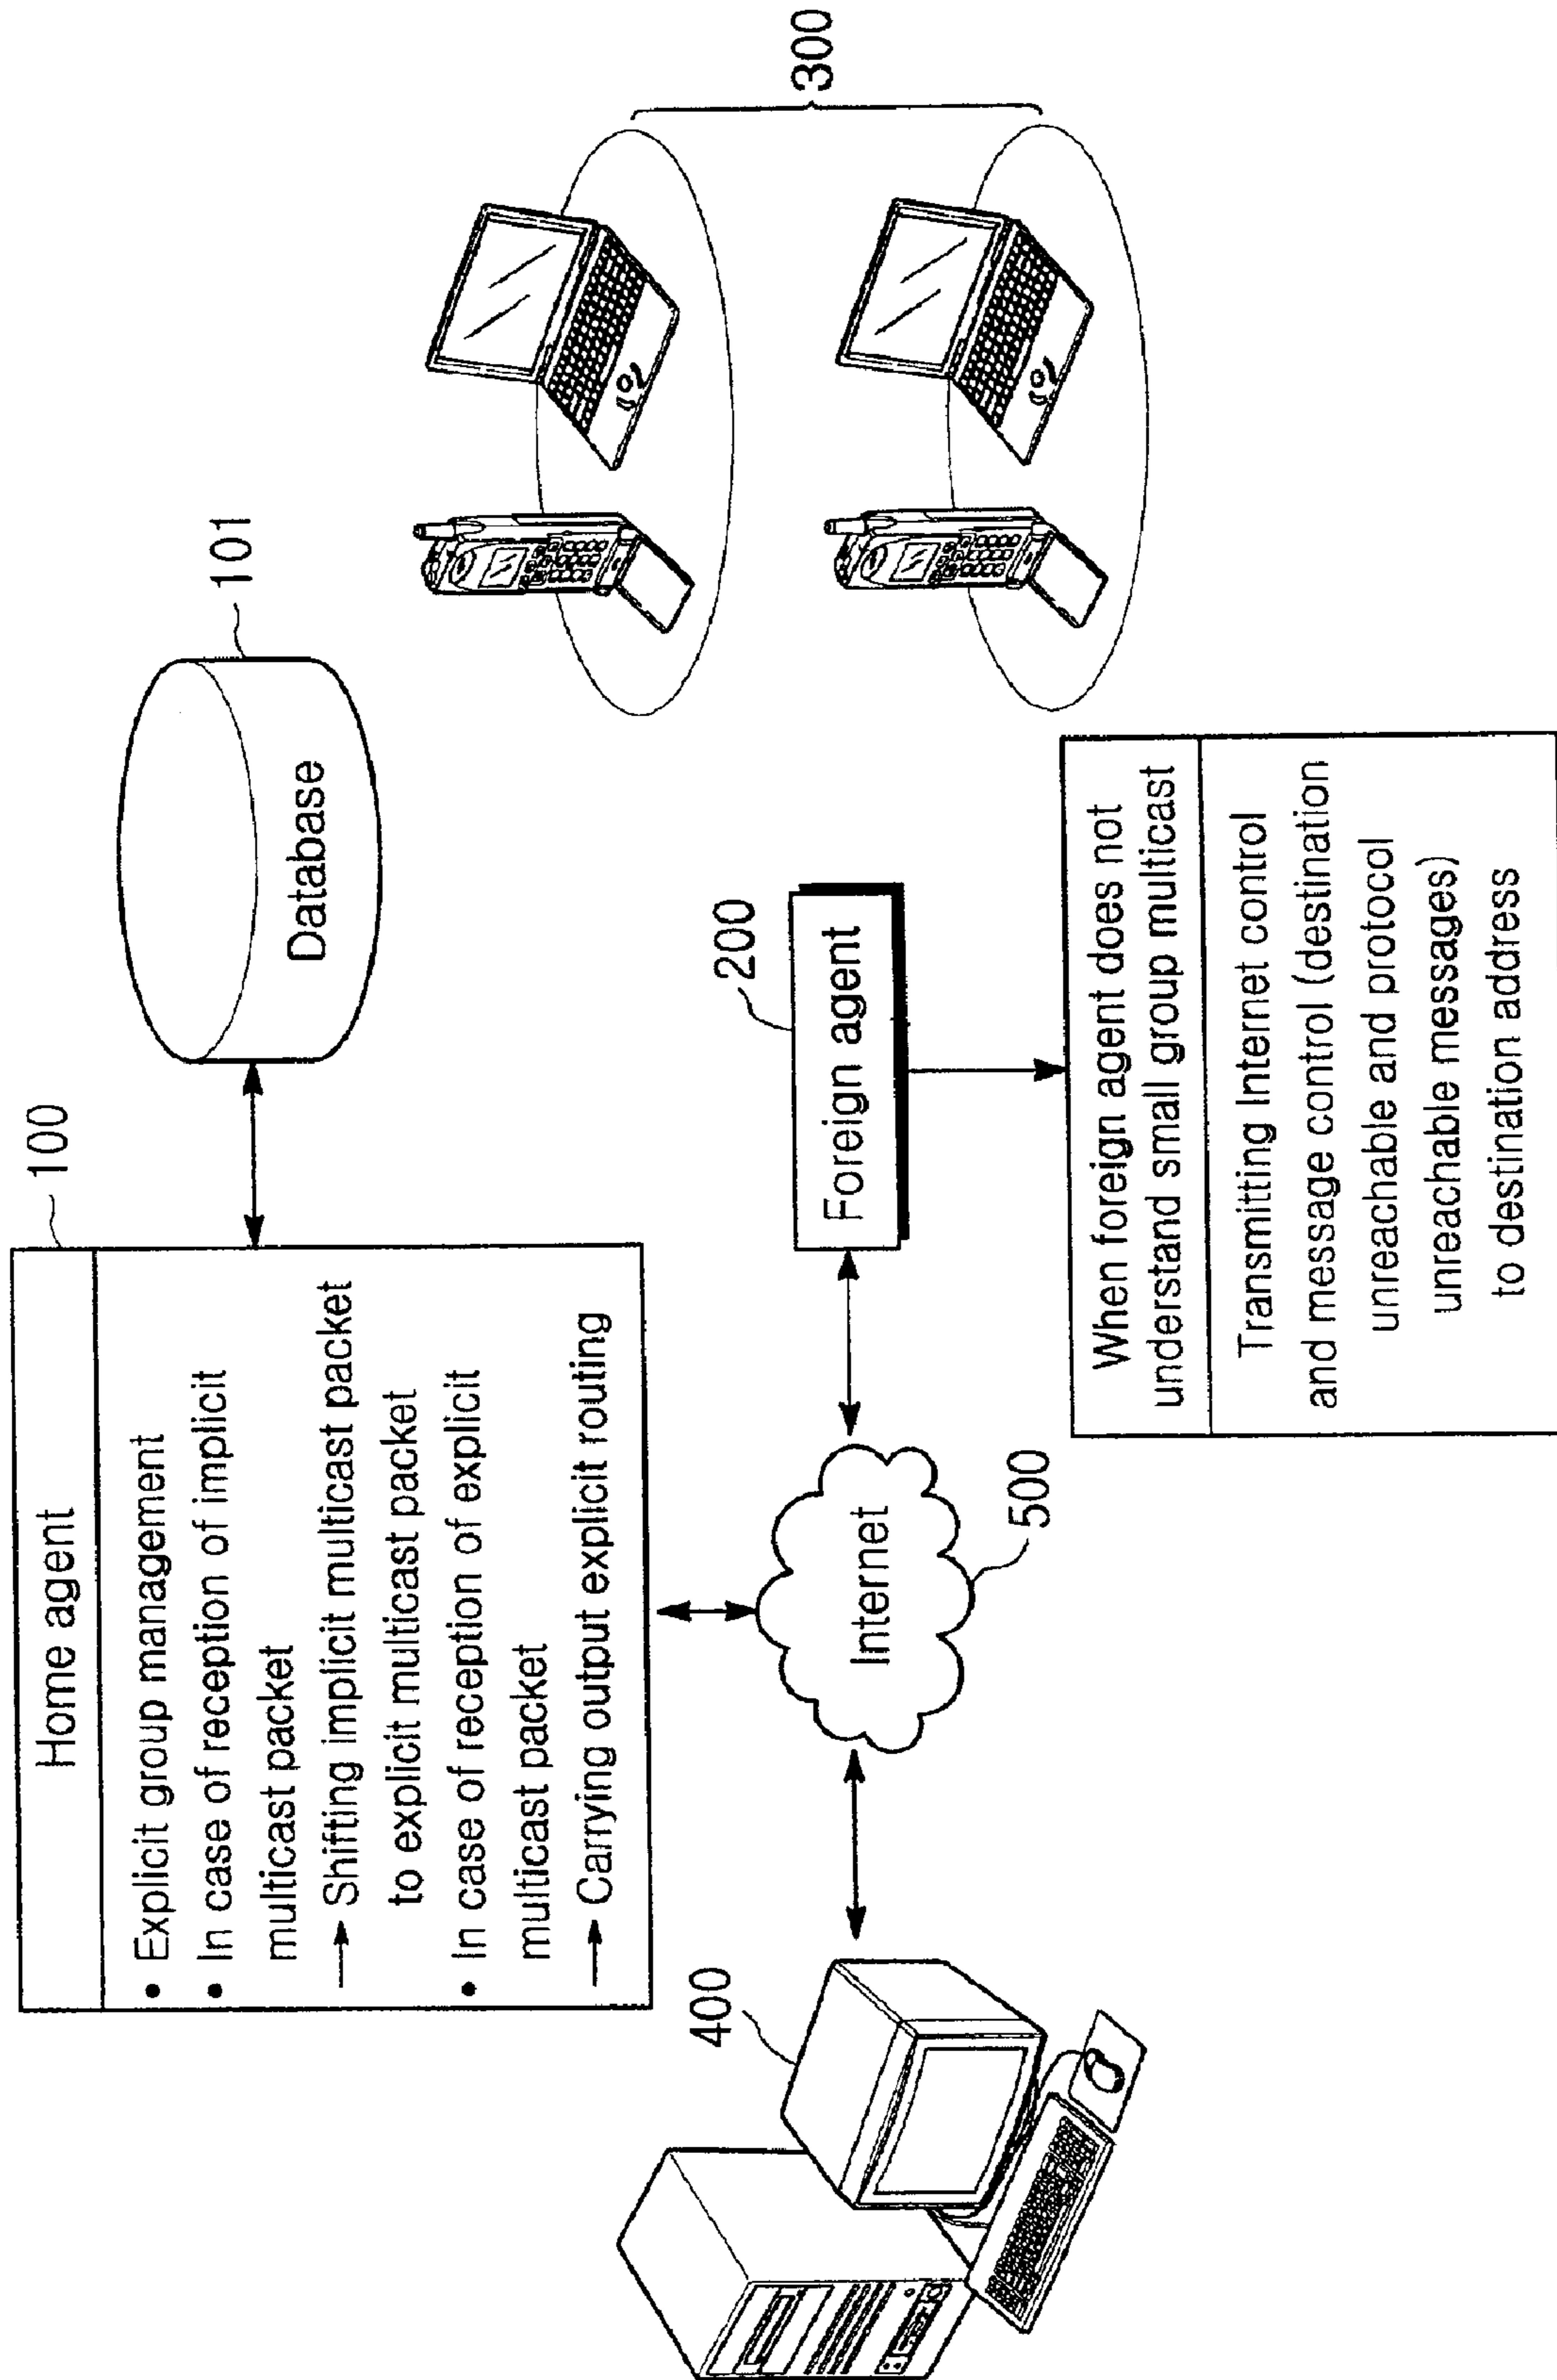 100
Home agent
• Explicit group management
• In case of reception of implicit
multicast packet
→ Shifting implicit multicast packet
to explicit multicast packet
• In case of reception of explicit
multicast packet
→ Carrying output explicit routing
101
Database
400
Internet
500
200
Foreign agent
300
When foreign agent does not
understand small group multicast
Transmitting Internet control
and message control (destination
unreachable and protocol
unreachable messages)
to destination address